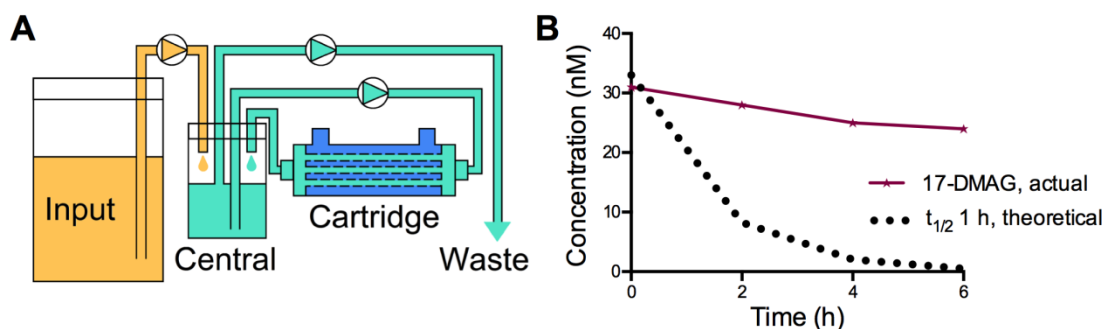 A
Input
Central
Cartridge
Waste
B
Concentration (nM)
40
30
20
10
0
0
2
4
6
Time (h)
17-DMAG, actual
t1/2 1 h, theoretical